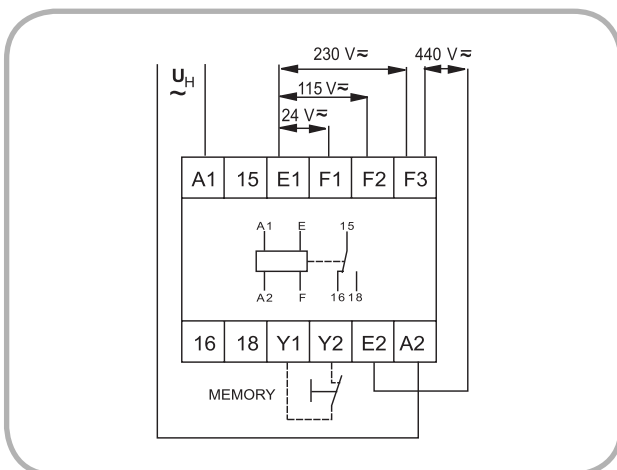 230 V≂ 440 V≂
U_H ~
115 V≂
24 V≂
A1 15 E1 F1 F2 F3
A1 E 15
A2 F 16 18
16 18 Y1 Y2 E2 A2
MEMORY